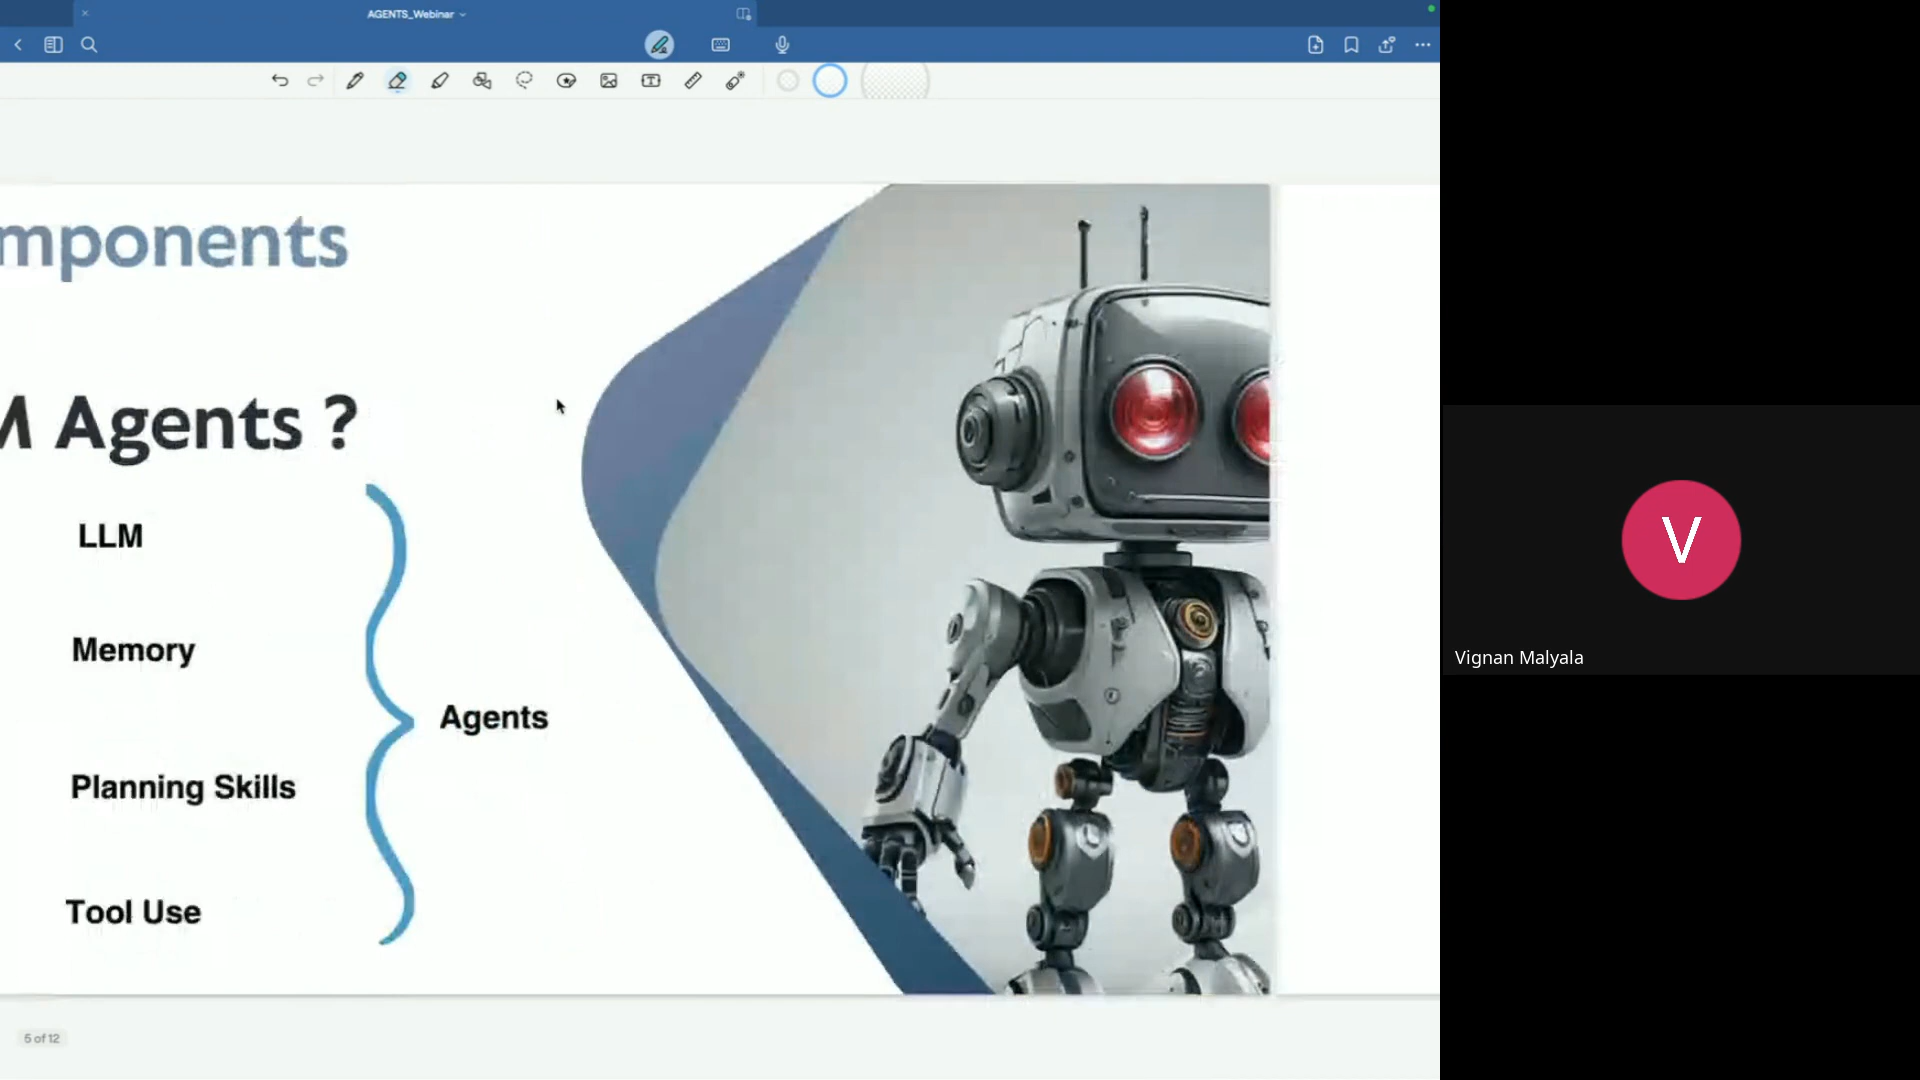 AGENTS_Webinar
mponents
M Agents ?
LLM
Memory
Planning Skills
Tool Use
Agents
5 of 12
V
Vignan Malyala